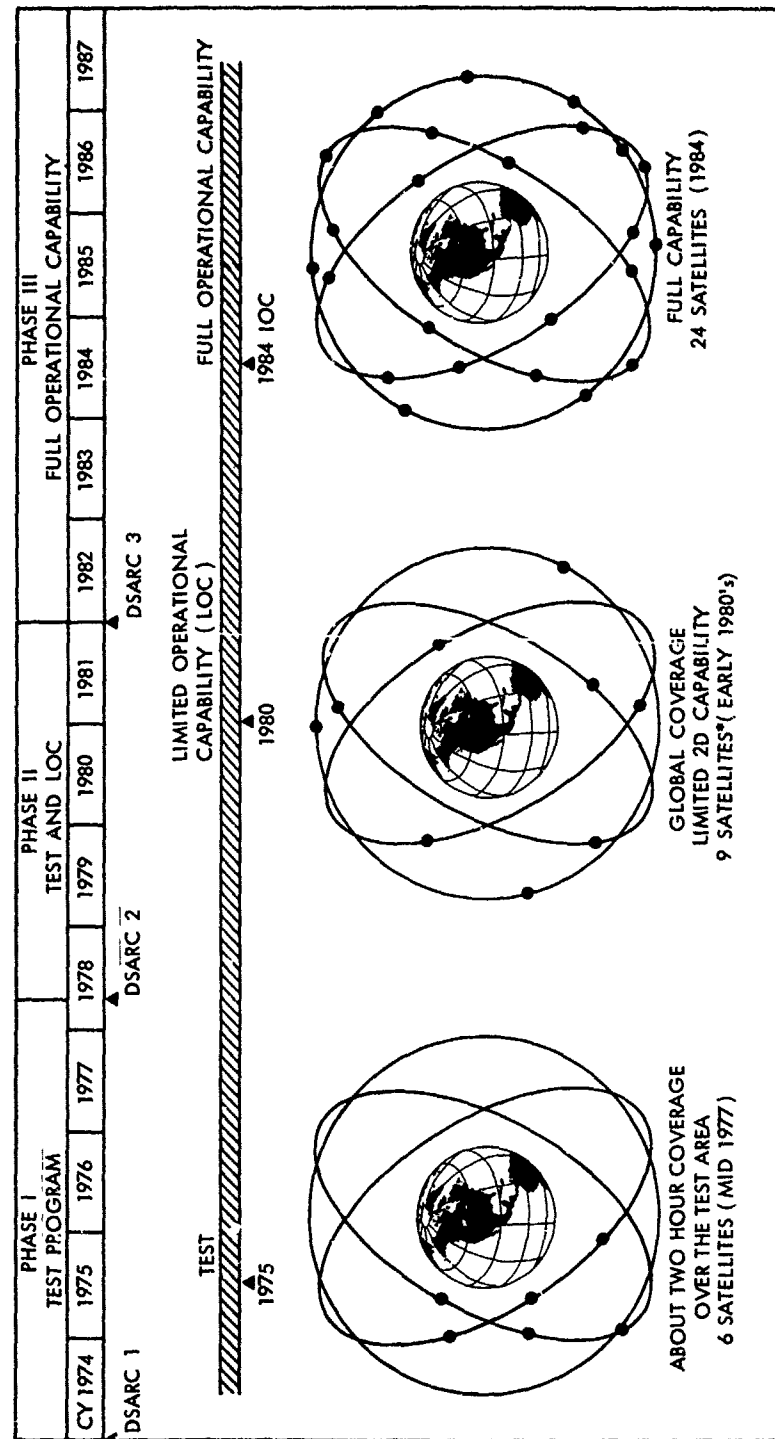 PHASE I
TEST PROGRAM
PHASE II
TEST AND LOC
PHASE III
FULL OPERATIONAL CAPABILITY
CY 1974
1975
1976
1977
1978
1979
1980
1981
1982
1983
1984
1985
1986
1987
DSARC 1
DSARC 2
DSARC 3
TEST
LIMITED OPERATIONAL
CAPABILITY (LOC)
FULL OPERATIONAL CAPABILITY
1975
1980
1984 IOC
ABOUT TWO HOUR COVERAGE
OVER THE TEST AREA
6 SATELLITES (MID 1977)
GLOBAL COVERAGE
LIMITED 2D CAPABILITY
9 SATELLITES* (EARLY 1980's)
FULL CAPABILITY
24 SATELLITES (1984)